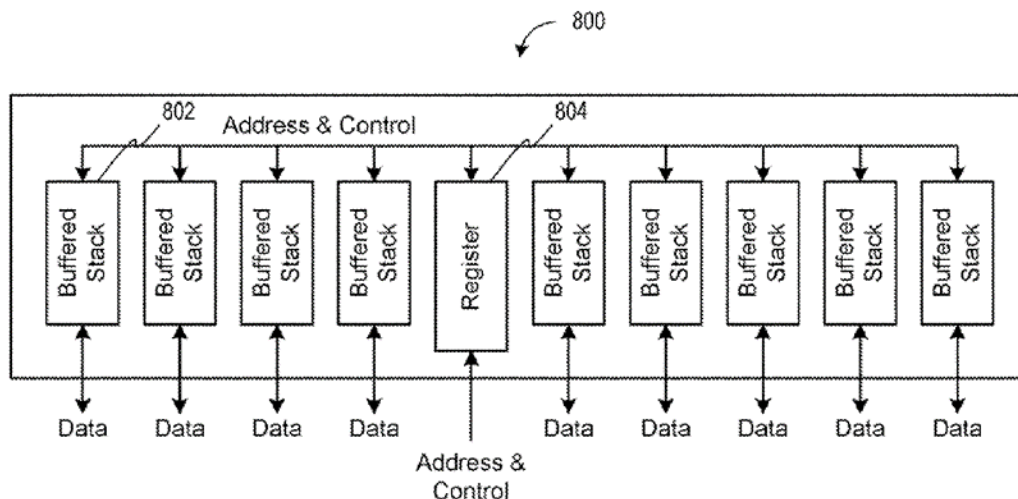 800
802
Address & Control
804
Buffered
Stack
Buffered
Stack
Buffered
Stack
Buffered
Stack
Register
Buffered
Stack
Buffered
Stack
Buffered
Stack
Buffered
Stack
Buffered
Stack
Data
Data
Data
Data
Data
Data
Data
Data
Data
Address &
Control